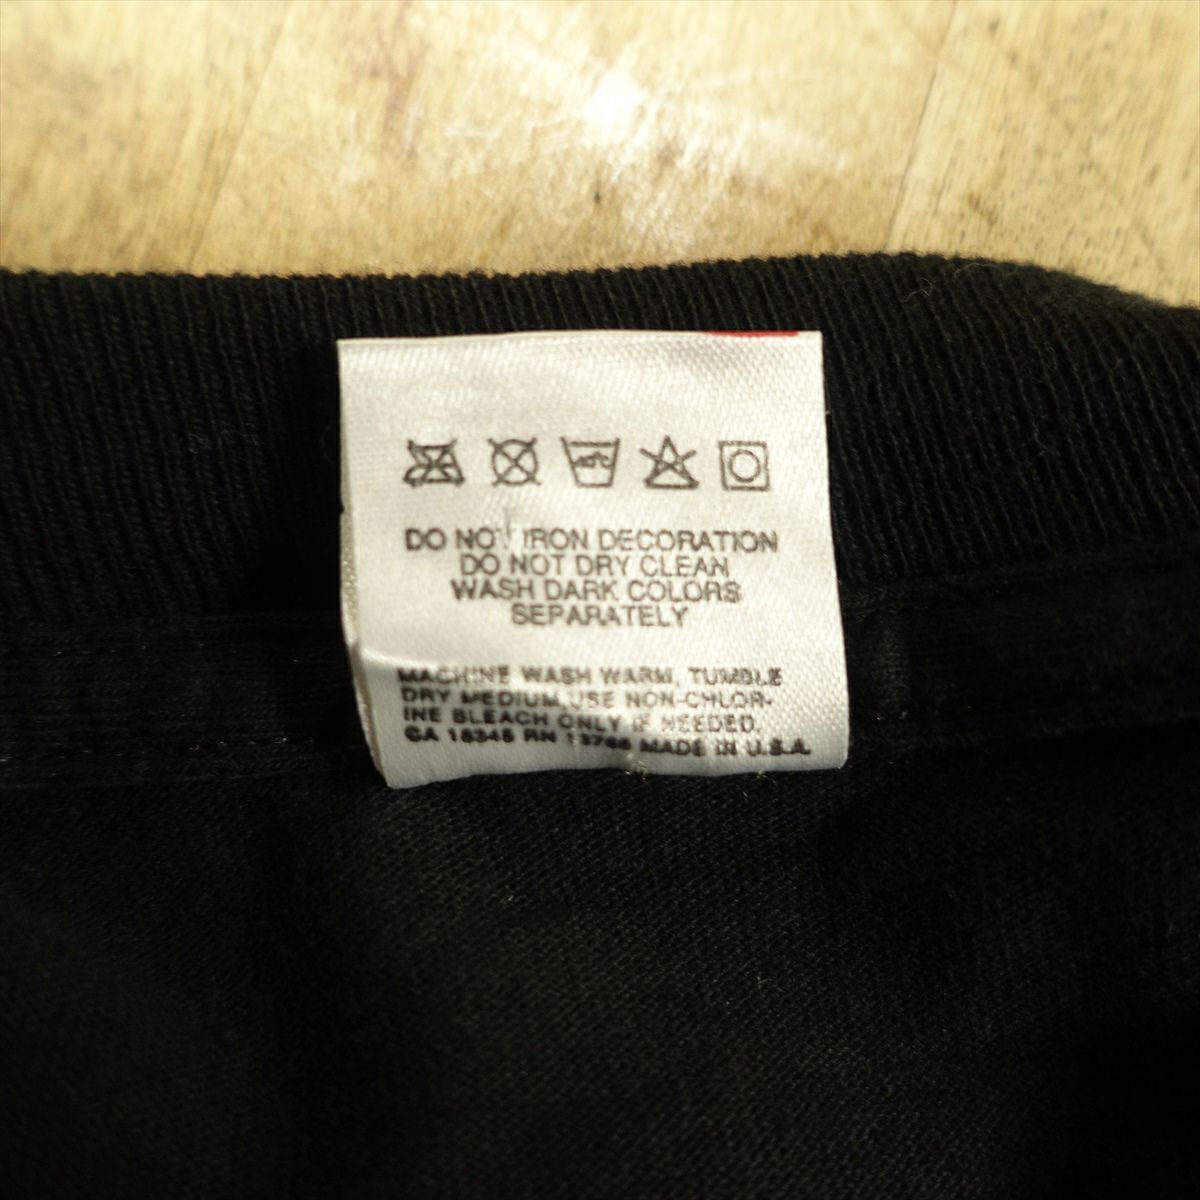 DO NOT IRON DECORATION
DO NOT DRY CLEAN
WASH DARK COLORS
SEPARATELY
MACHINE WASH WARM, TUMBLE
DRY MEDIUM, USE NON-CHLOR-
INE BLEACH ONLY IF NEEDED.
CA 18345 RN 13765 MADE IN U.S.A.